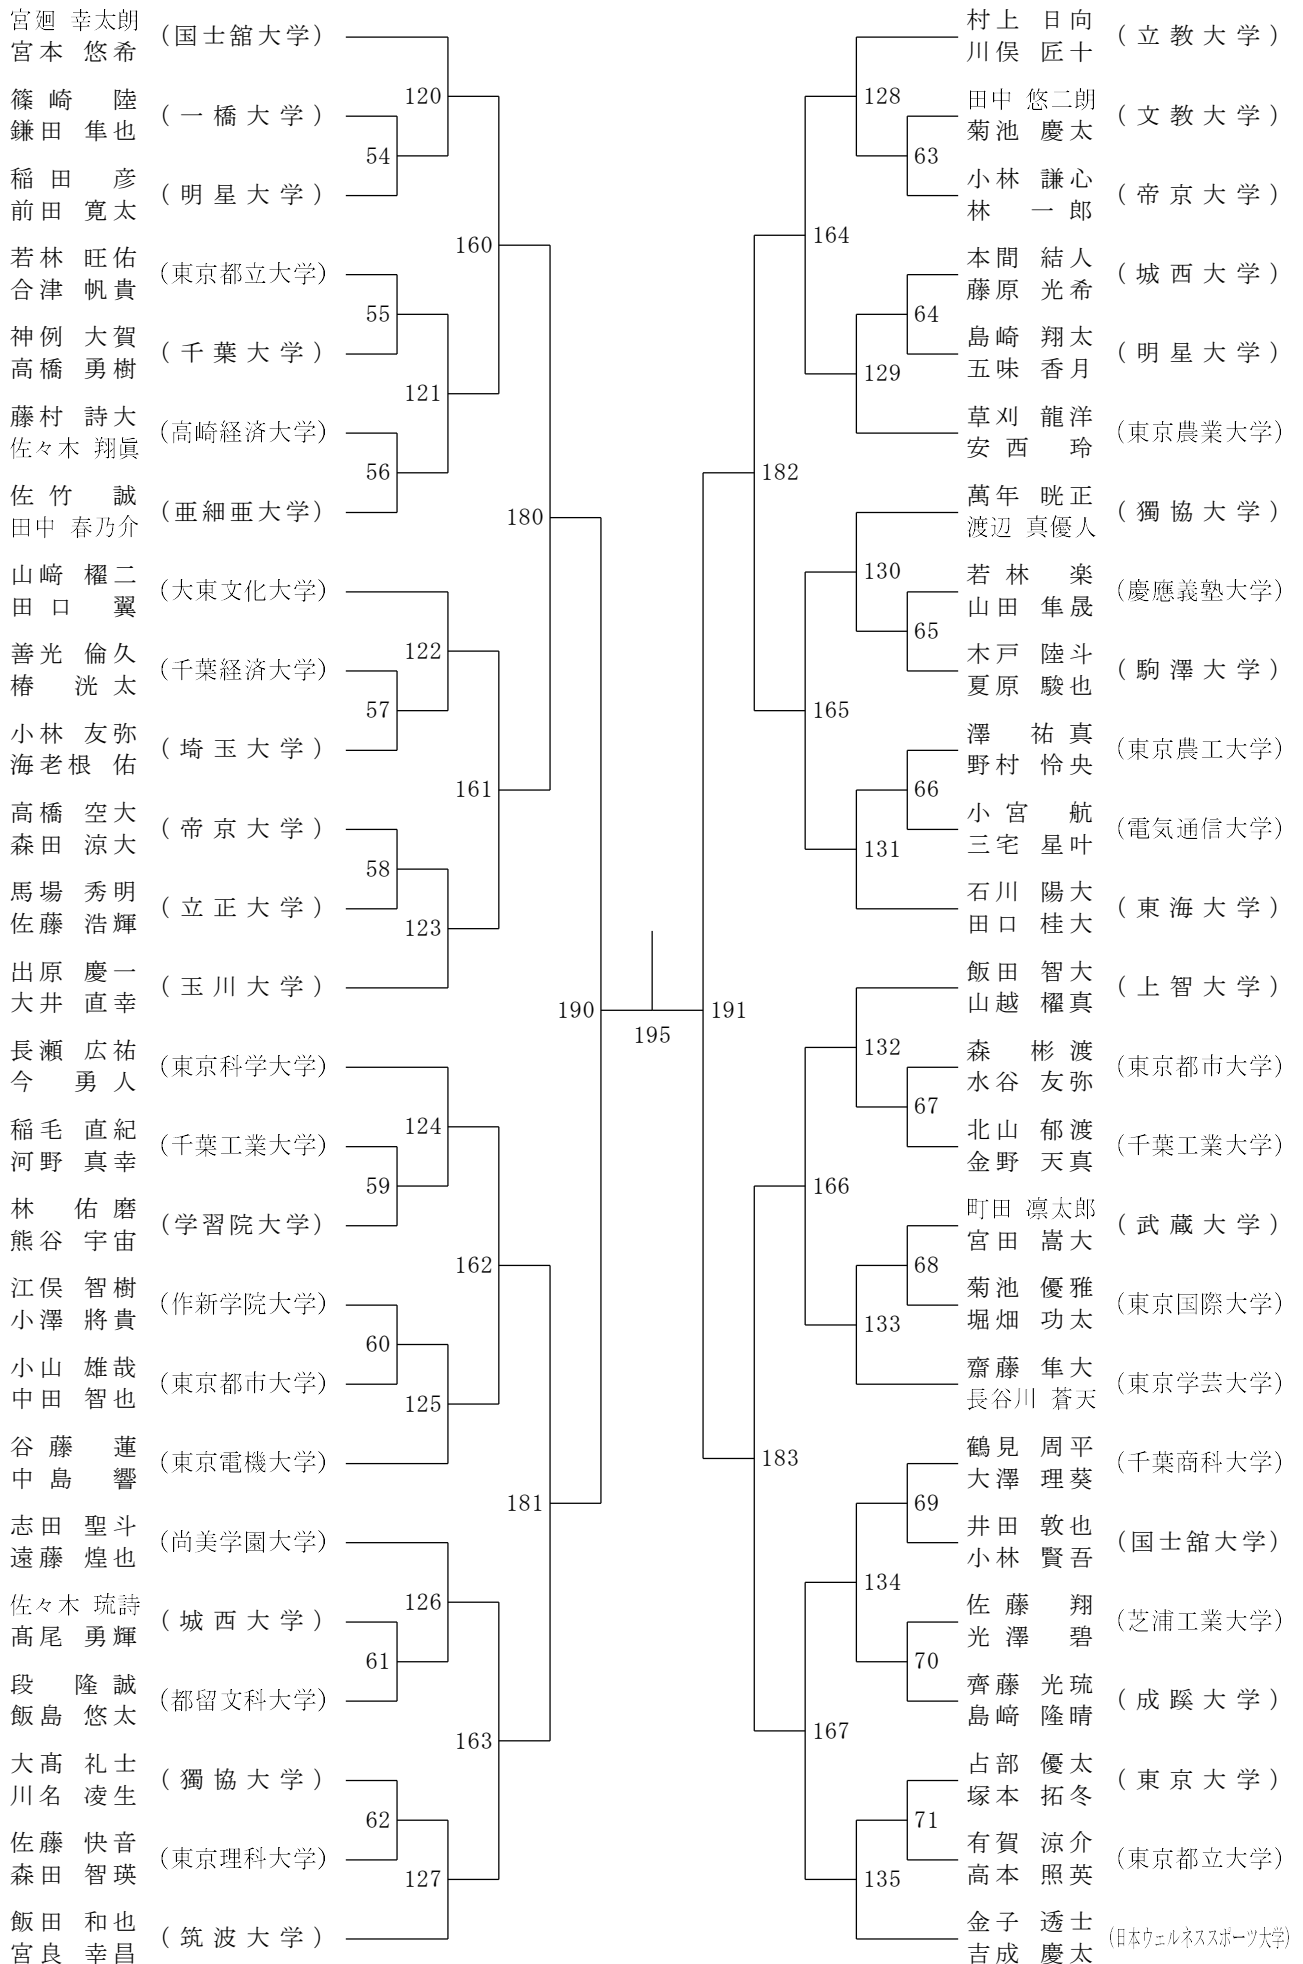 宮廻 幸太朗
宮本 悠希
(国士舘大学)
篠崎 陸
鎌田 隼也
(一橋大学)
稲田 彦
前田 寛太
(明星大学)
若林 旺佑
合津 帆貴
(東京都立大学)
神例 大賀
高橋 勇樹
(千葉大学)
藤村 詩大
佐々木 翔眞
(高崎経済大学)
佐竹 誠
田中 春乃介
(亜細亜大学)
山﨑 櫂二
田口 翼
(大東文化大学)
善光 倫久
椿 洸太
(千葉経済大学)
小林 友弥
海老根 佑
(埼玉大学)
高橋 空大
森田 涼大
(帝京大学)
馬場 秀明
佐藤 浩輝
(立正大学)
出原 慶一
大井 直幸
(玉川大学)
長瀬 広祐
今 勇人
(東京科学大学)
稲毛 直紀
河野 真幸
(千葉工業大学)
林 佑磨
熊谷 宇宙
(学習院大学)
江俣 智樹
小澤 將貴
(作新学院大学)
小山 雄哉
中田 智也
(東京都市大学)
谷藤 蓮
中島 響
(東京電機大学)
志田 聖斗
遠藤 煌也
(尚美学園大学)
佐々木 琉詩
髙尾 勇輝
(城西大学)
段 隆誠
飯島 悠太
(都留文科大学)
大髙 礼士
川名 凌生
(獨協大学)
佐藤 快音
森田 智瑛
(東京理科大学)
飯田 和也
宮良 幸昌
(筑波大学)
120
54
160
55
121
56
180
122
57
161
58
123
190
124
59
162
60
125
181
126
61
163
62
127
195
191
128
63
164
64
129
182
130
65
165
66
131
132
67
166
68
133
183
69
134
70
167
71
135
村上 日向
川俣 匠十
(立教大学)
田中 悠二朗
菊池 慶太
(文教大学)
小林 謙心
林 一郎
(帝京大学)
本間 結人
藤原 光希
(城西大学)
島崎 翔太
五味 香月
(明星大学)
草刈 龍洋
安西 玲
(東京農業大学)
萬年 晄正
渡辺 真優人
(獨協大学)
若林 楽
山田 隼晟
(慶應義塾大学)
木戸 陸斗
夏原 駿也
(駒澤大学)
澤 祐真
野村 怜央
(東京農工大学)
小宮 航
三宅 星叶
(電気通信大学)
石川 陽大
田口 桂大
(東海大学)
飯田 智大
山越 櫂真
(上智大学)
森 彬渡
水谷 友弥
(東京都市大学)
北山 郁渡
金野 天真
(千葉工業大学)
町田 凛太郎
宮田 嵩大
(武蔵大学)
菊池 優雅
堀畑 功太
(東京国際大学)
齋藤 隼大
長谷川 蒼天
(東京学芸大学)
鶴見 周平
大澤 理葵
(千葉商科大学)
井田 敦也
小林 賢吾
(国士舘大学)
佐藤 翔
光澤 碧
(芝浦工業大学)
齊藤 光琉
島﨑 隆晴
(成蹊大学)
占部 優太
塚本 拓冬
(東京大学)
有賀 涼介
高本 照英
(東京都立大学)
金子 透士
吉成 慶太
(日本ウェルネススポーツ大学)